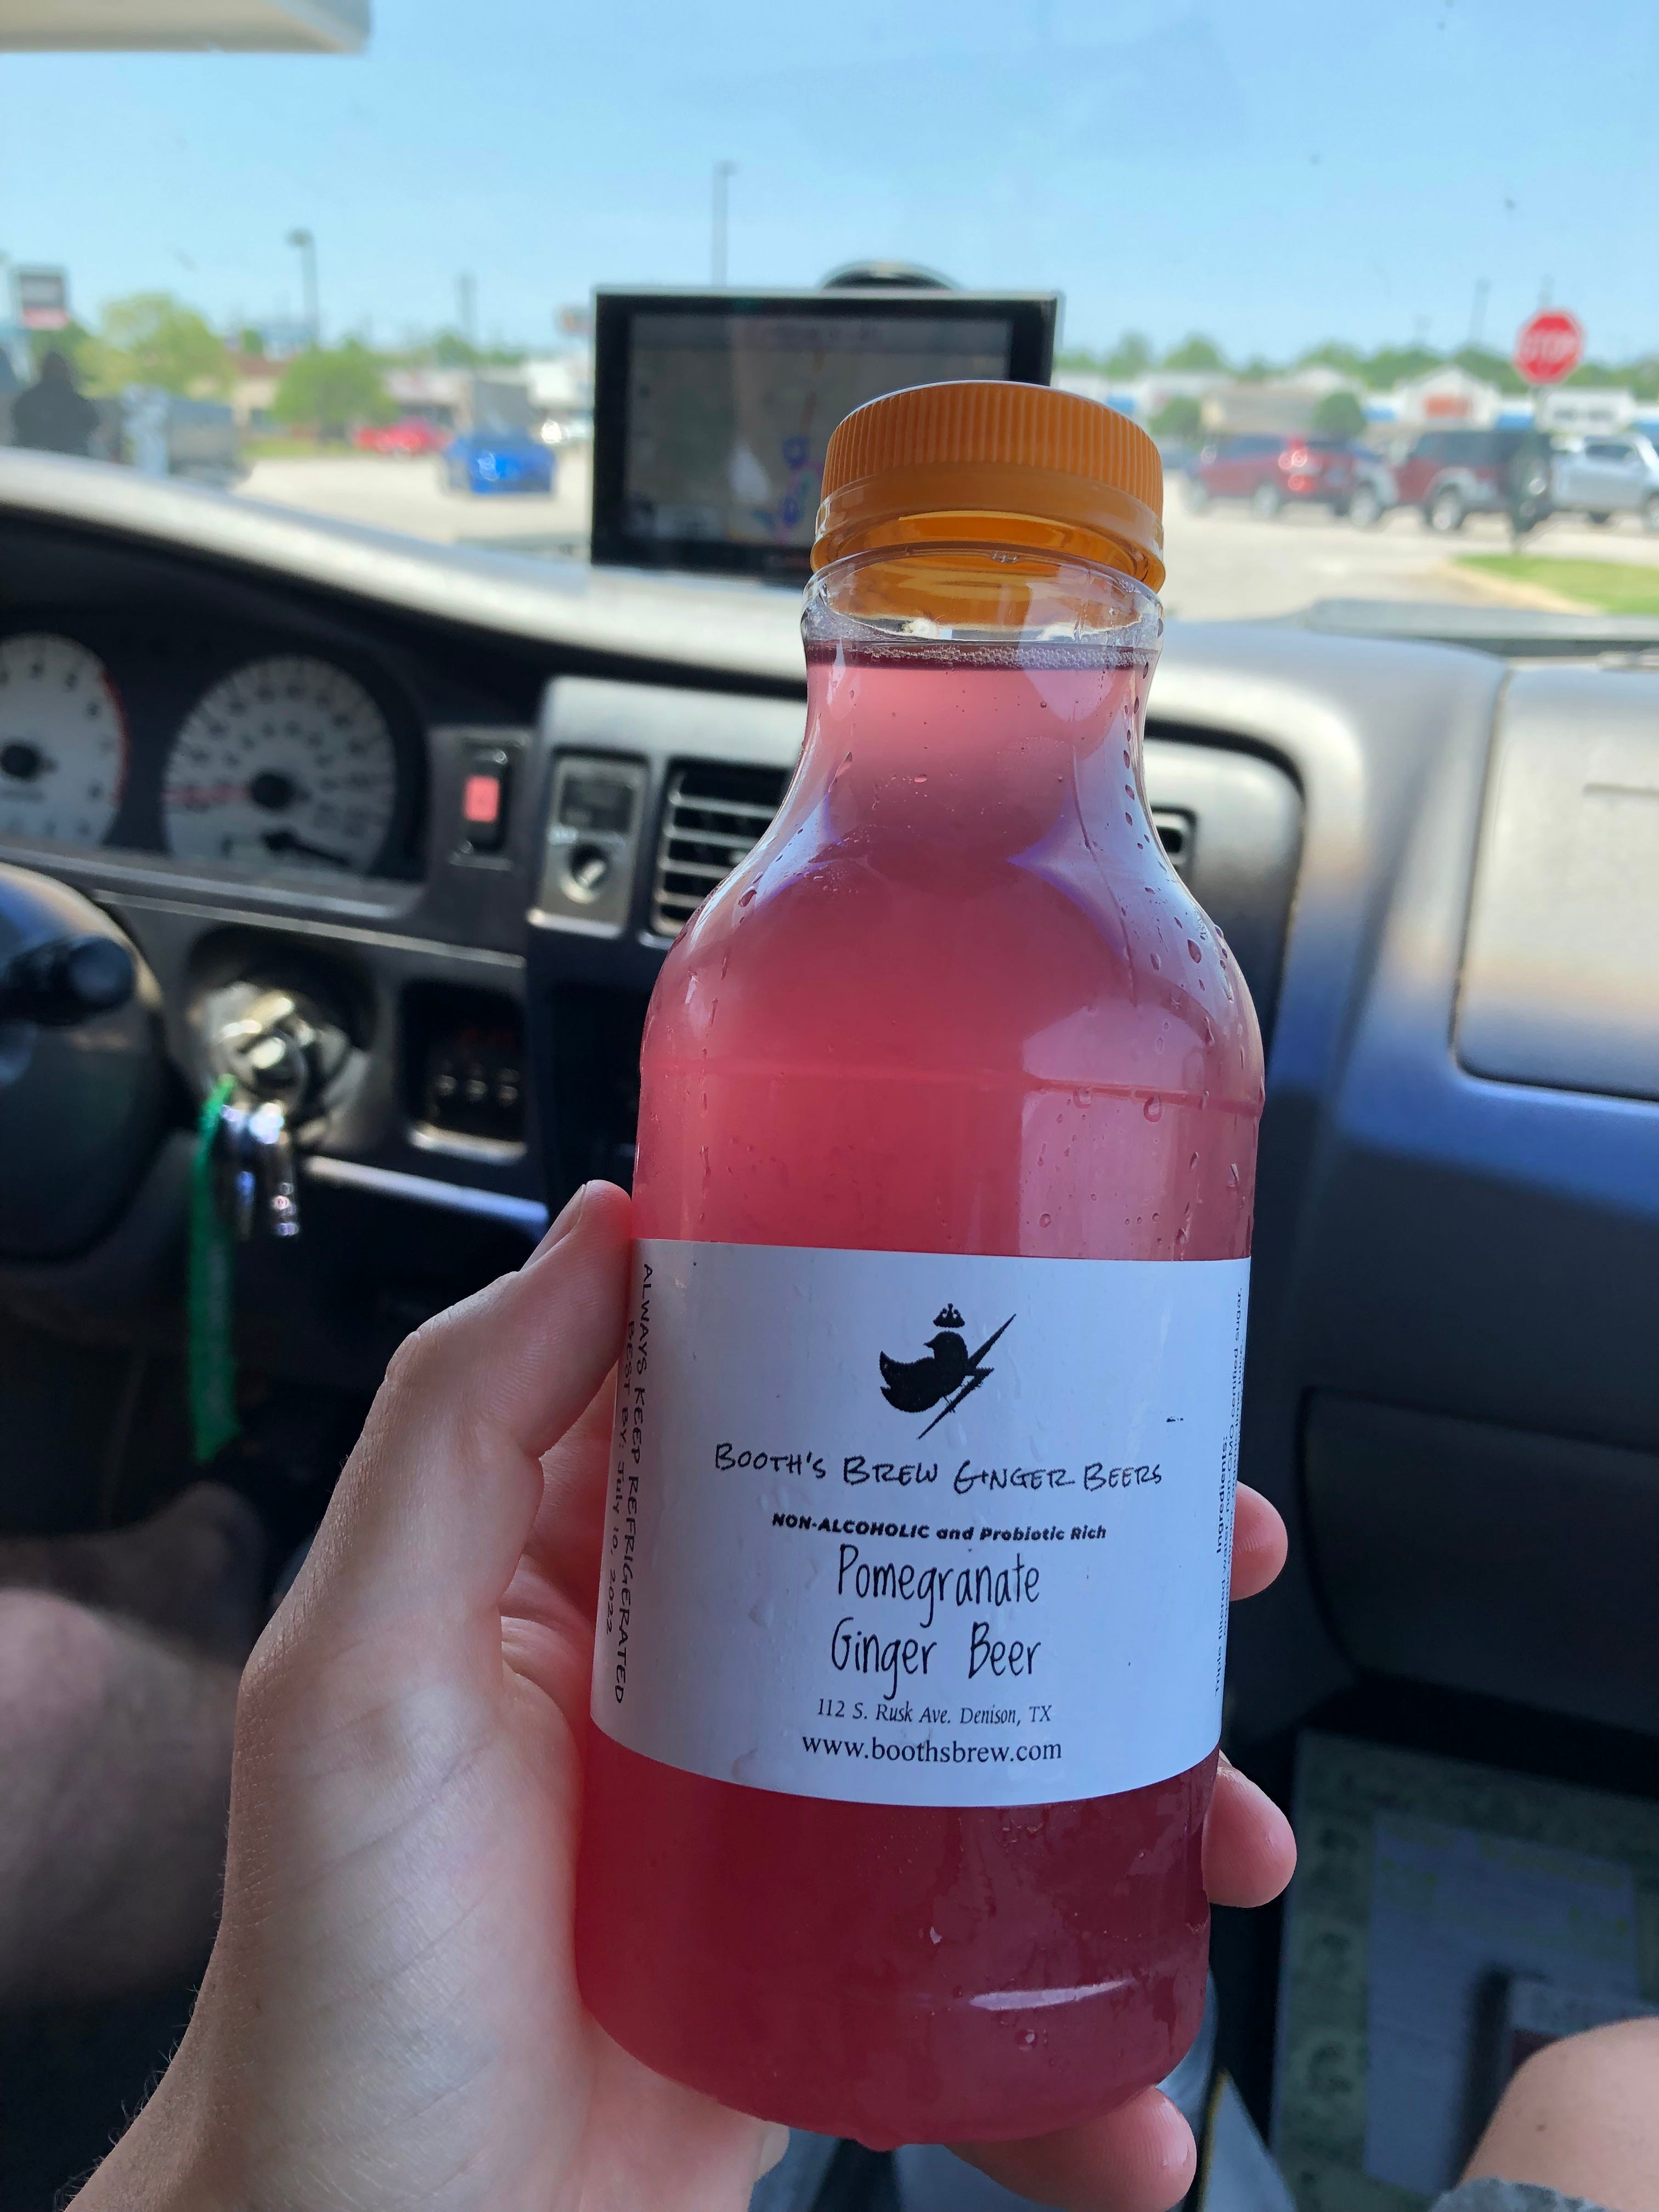 STOP
BOOTH'S BREW GINGER BEERS
NON-ALCOHOLIC and Probiotic Rich
Pomegranate
Ginger Beer
112 S. Rusk Ave. Denison, TX
www.boothsbrew.com
ALWAYS KEEP REFRIGERATED
BEST BY: July 10, 2022
Ingredients: